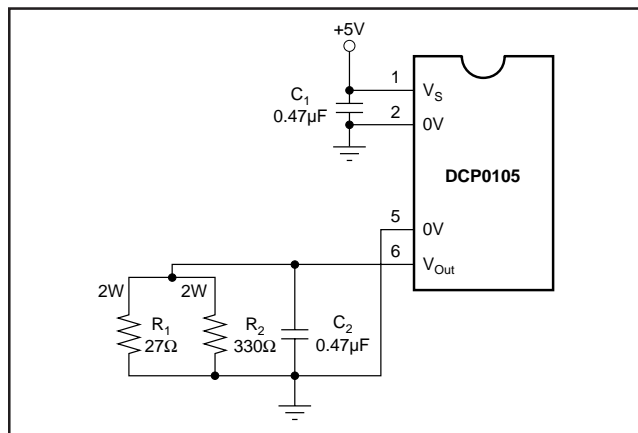 +5V
1
V_S
C_1
0.47µF
2
0V
DCP0105
5
0V
6
V_Out
2W
2W
R_1
27Ω
R_2
330Ω
C_2
0.47µF